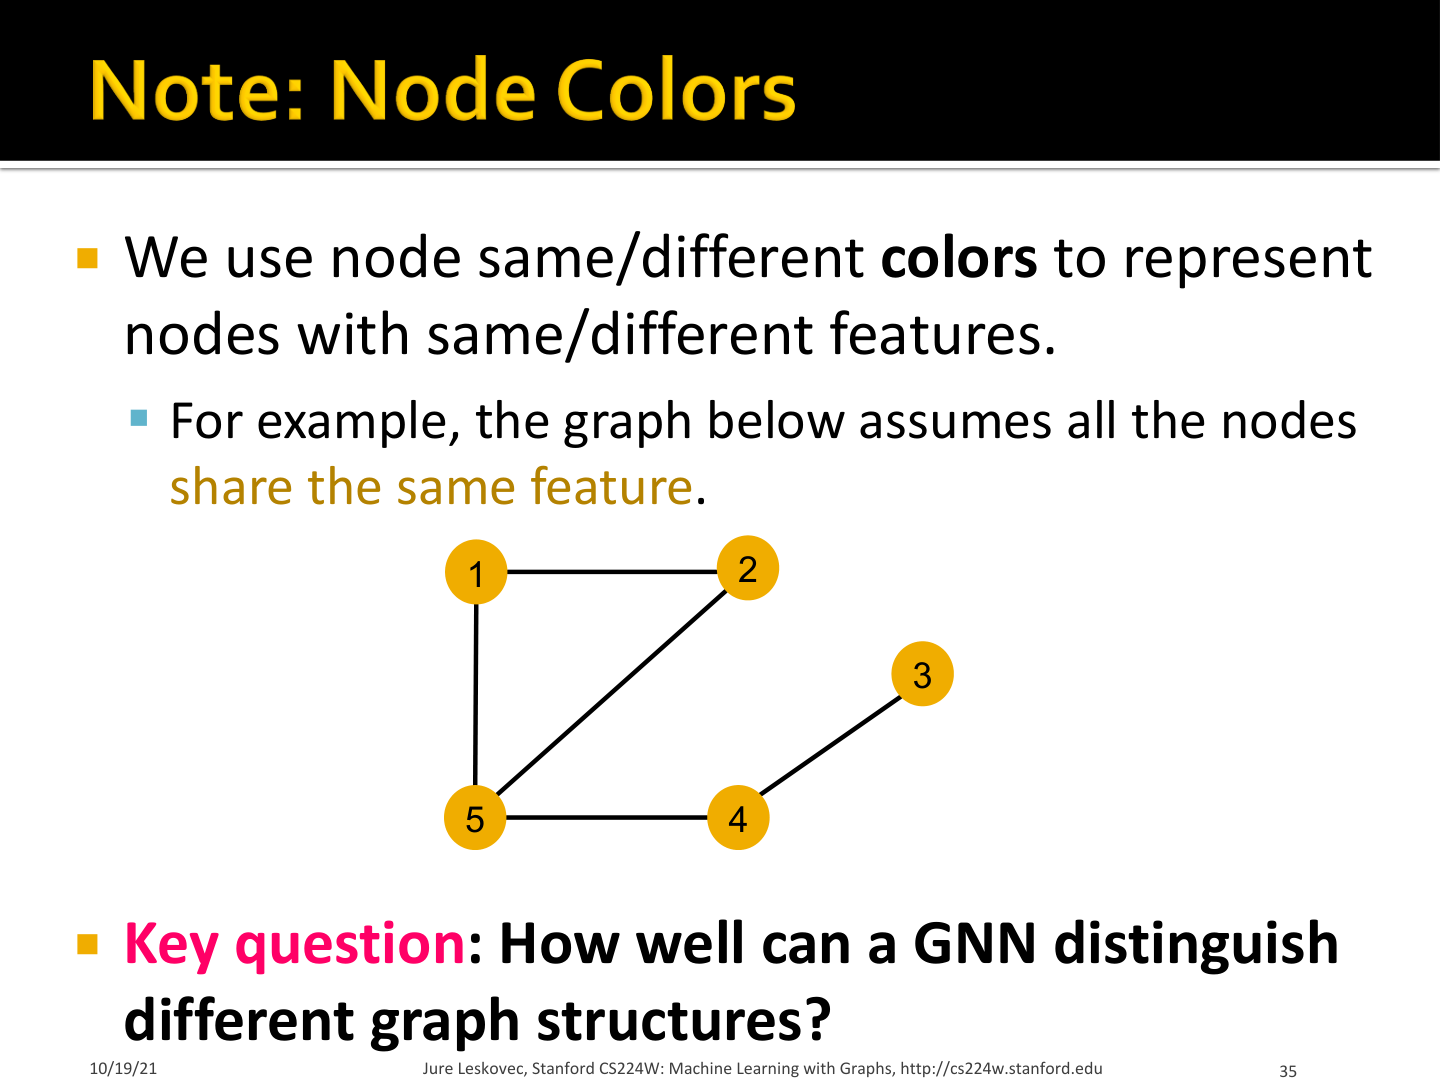 Note: Node Colors
We use node same/different colors to represent
nodes with same/different features.
For example, the graph below assumes all the nodes
share the same feature.
1
2
3
5
4
Key question: How well can a GNN distinguish
different graph structures?
10/19/21
Jure Leskovec, Stanford CS224W: Machine Learning with Graphs, http://cs224w.stanford.edu
35